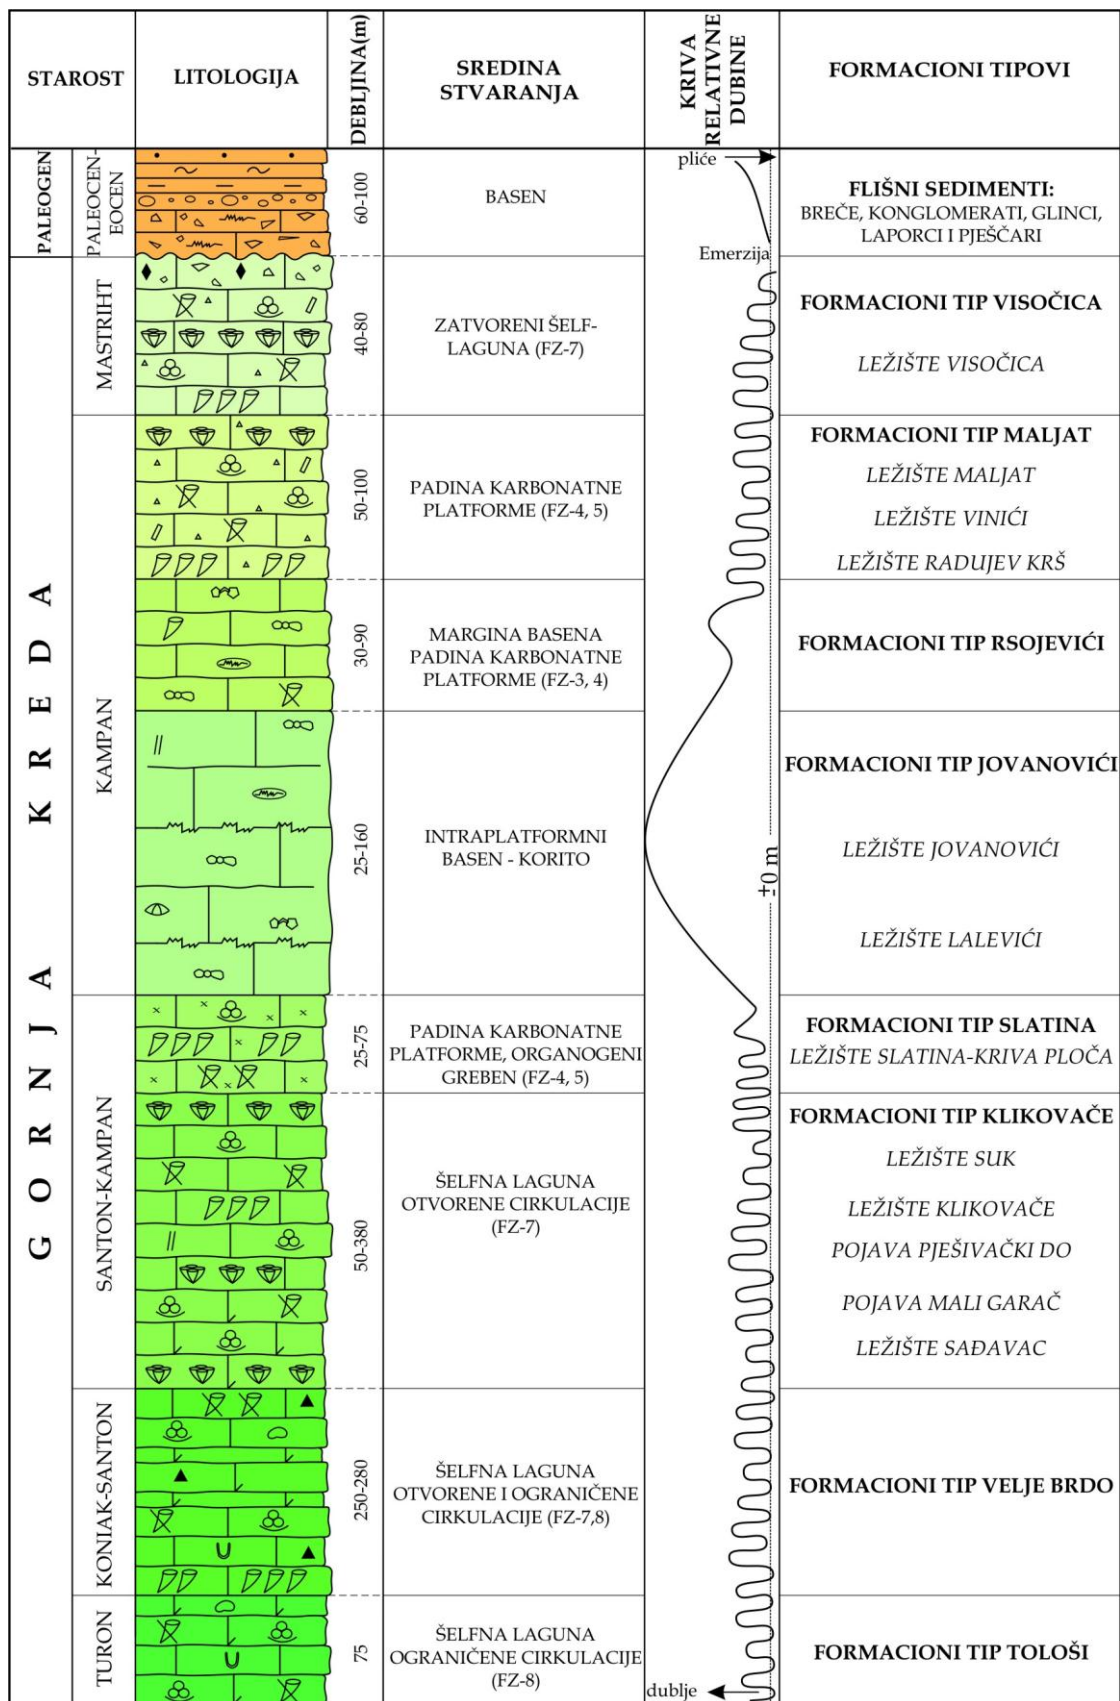 STAROST
LITOLOGIJA
DEBLJINA(m)
SREDINA
STVARANJA
KRIVA
RELATIVNE
DUBINE
FORMACIONI TIPOVI
PALEOGEN
PALEOCEN-
EOCEN
60-100
BASEN
pliće
Emerzija
FLIŠNI SEDIMENTI:
BREČE, KONGLOMERATI, GLINCI,
LAPORCI I PJEŠČARI
GORNJA KREDA
MASTRIHT
40-80
ZATVORENI ŠELF-
LAGUNA (FZ-7)
FORMACIONI TIP VISOČICA
LEŽIŠTE VISOČICA
KAMPAN
50-100
PADINA KARBONATNE
PLATFORME (FZ-4, 5)
FORMACIONI TIP MALJAT
LEŽIŠTE MALJAT
LEŽIŠTE VINIĆI
LEŽIŠTE RADUJEV KRŠ
30-90
MARGINA BASENA
PADINA KARBONATNE
PLATFORME (FZ-3, 4)
FORMACIONI TIP RSOJEVIĆI
25-160
INTRAPLATFORMNI
BASEN - KORITO
±0 m
FORMACIONI TIP JOVANOVIĆI
LEŽIŠTE JOVANOVIĆI
LEŽIŠTE LALEVIĆI
SANTON-KAMPAN
25-75
PADINA KARBONATNE
PLATFORME, ORGANOGENI
GREBEN (FZ-4, 5)
FORMACIONI TIP SLATINA
LEŽIŠTE SLATINA-KRIVA PLOČA
50-380
ŠELFNA LAGUNA
OTVORENE CIRKULACIJE
(FZ-7)
FORMACIONI TIP KLIKOVAČE
LEŽIŠTE SUK
LEŽIŠTE KLIKOVAČE
POJAVA PJEŠIVAČKI DO
POJAVA MALI GARAČ
LEŽIŠTE SAĐAVAC
KONIAK-SANTON
250-280
ŠELFNA LAGUNA
OTVORENE I OGRANIČENE
CIRKULACIJE (FZ-7,8)
FORMACIONI TIP VELJE BRDO
TURON
75
ŠELFNA LAGUNA
OGRANIČENE CIRKULACIJE
(FZ-8)
dublje
FORMACIONI TIP TOLOŠI